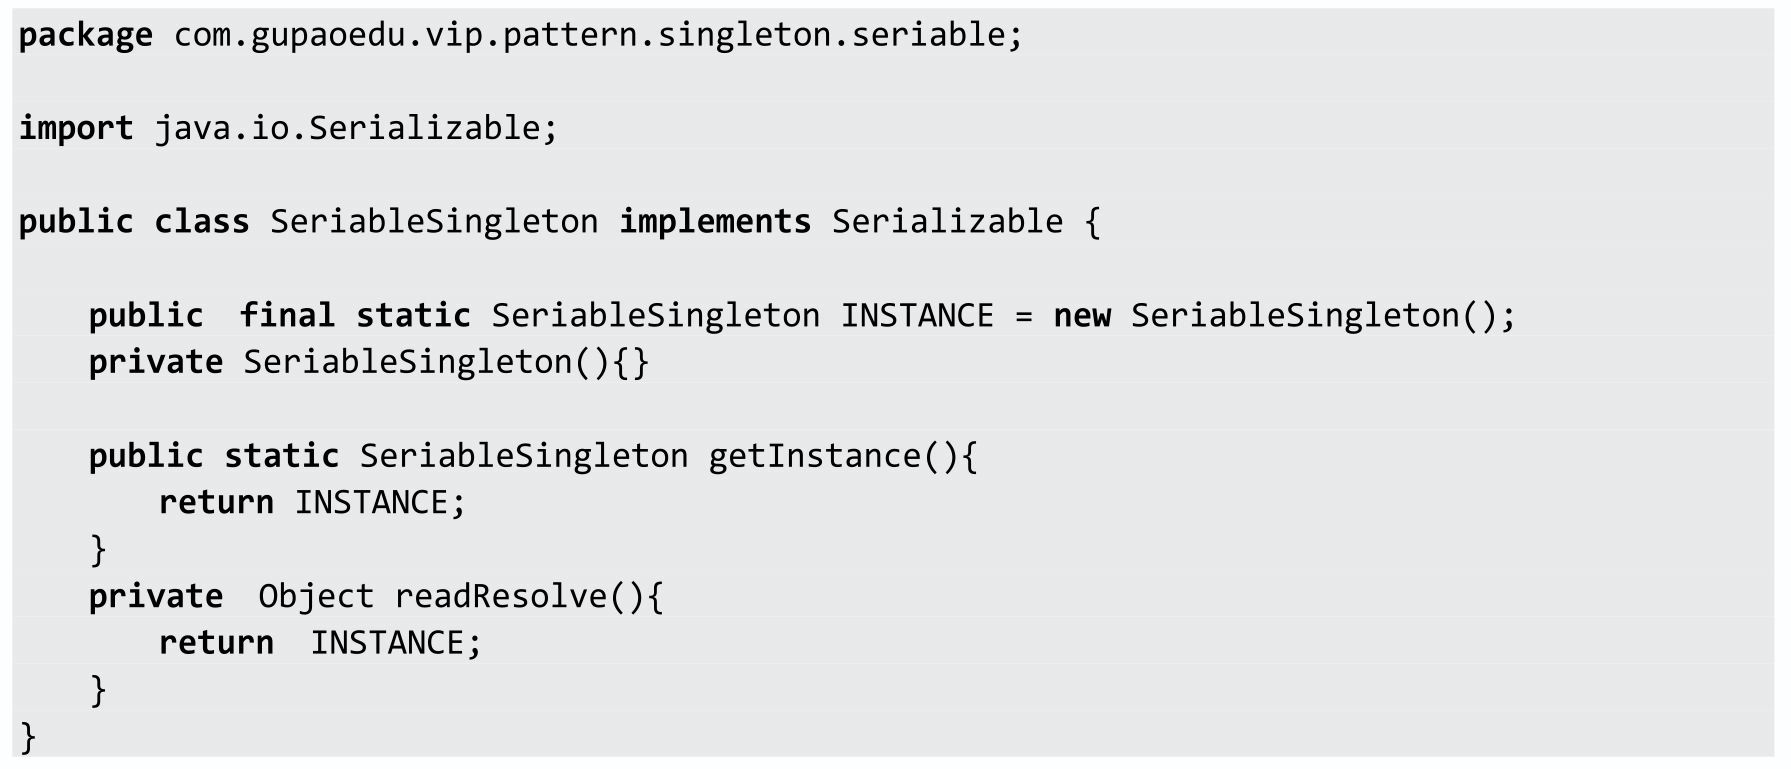 package com.gupaoedu.vip.pattern.singleton.seriable;
import java.io.Serializable;
public class SeriableSingleton implements Serializable {
public final static SeriableSingleton INSTANCE = new SeriableSingleton();
private SeriableSingleton(){}
public static SeriableSingleton getInstance(){
return INSTANCE;
}
private Object readResolve(){
return INSTANCE;
}
}